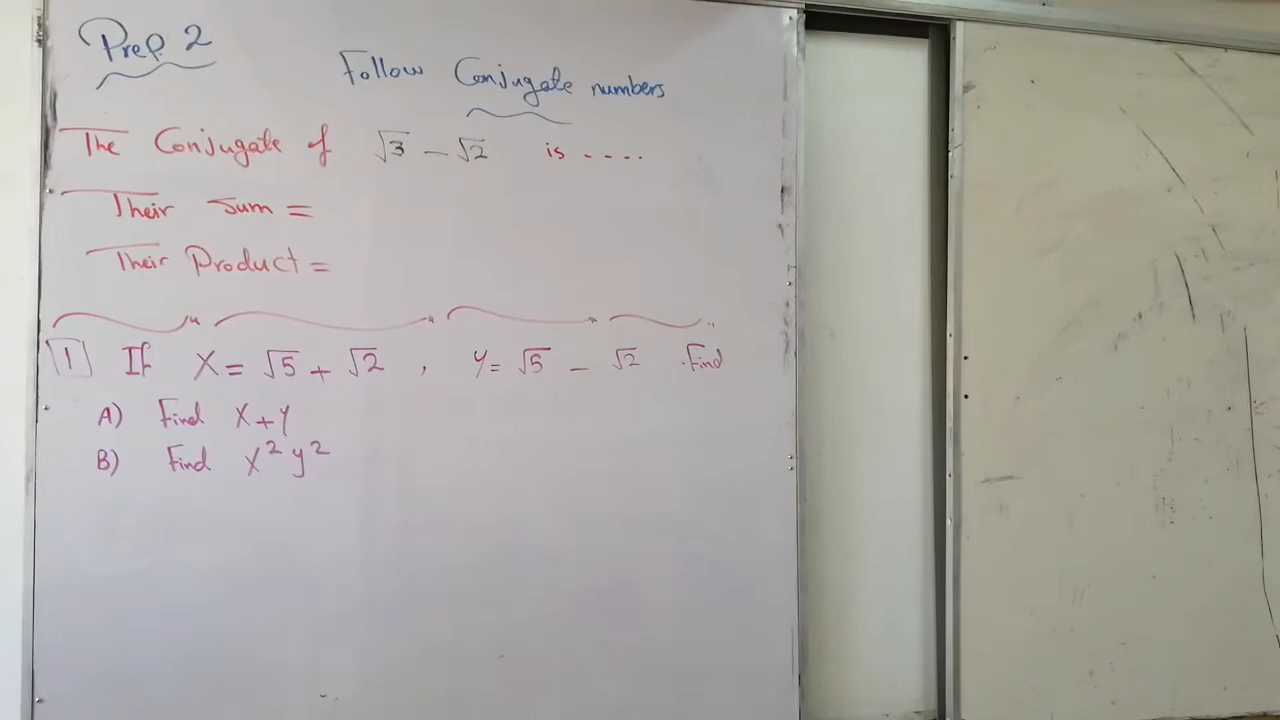 Prep. 2
Follow Conjugate numbers
The Conjugate of √3 − √2 is ....
Their Sum =
Their Product =
1 If X = √5 + √2 , y = √5 − √2 .Find
A) Find X + y
B) Find X² y²